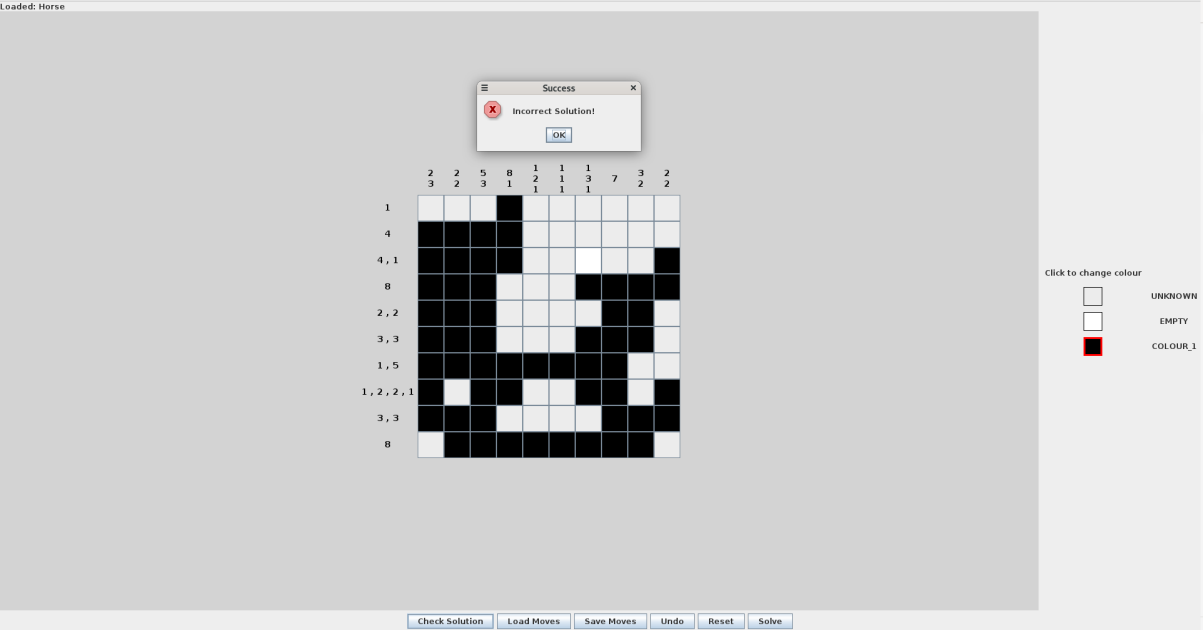 Loaded: Horse
Success
Incorrect Solution!
OK
2 2 5 8 1 1 1 7 3 2
3 2 3 1 2 1 3 2 2
1 1 1
1
4
4 , 1
8
2 , 2
3 , 3
1 , 5
1 , 2 , 2 , 1
3 , 3
8
Click to change colour
UNKNOWN
EMPTY
COLOUR_1
Check Solution Load Moves Save Moves Undo Reset Solve